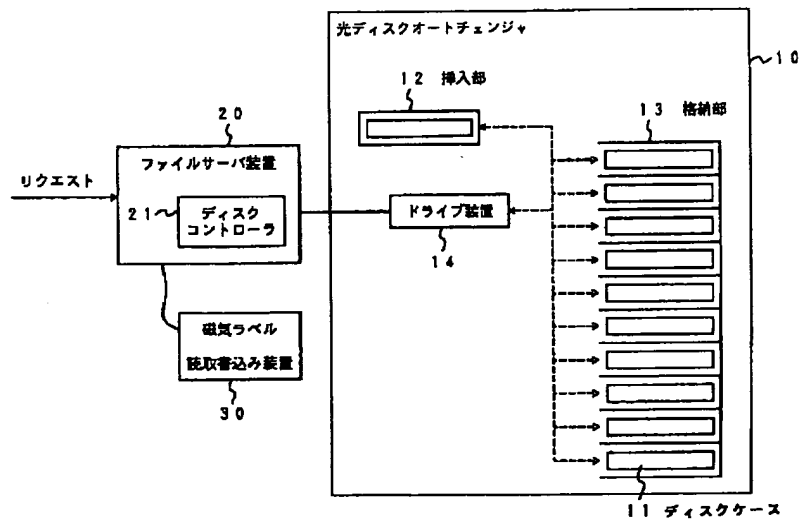 光ディスクオートチェンジャ
10
12 挿入部
13 格納部
20
ファイルサーバ装置
リクエスト
21
ディスク
コントローラ
ドライブ装置
14
磁気ラベル
読取書込み装置
30
11 ディスクケース